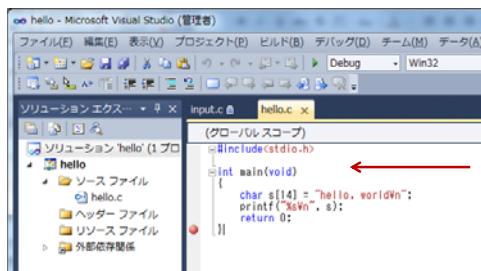 hello - Microsoft Visual Studio (管理者)
ファイル(F) 編集(E) 表示(V) プロジェクト(P) ビルド(B) デバッグ(D) チーム(M) データ(A
Debug Win32
ソリューション エクス…
input.c hello.c
(グローバル スコープ)
ソリューション 'hello' (1 プロ
hello
ソース ファイル
hello.c
ヘッダー ファイル
リソース ファイル
外部依存関係
#include<stdio.h>
int main(void)
{
char s[14] = "hello, world¥n";
printf("%s¥n", s);
return 0;
}